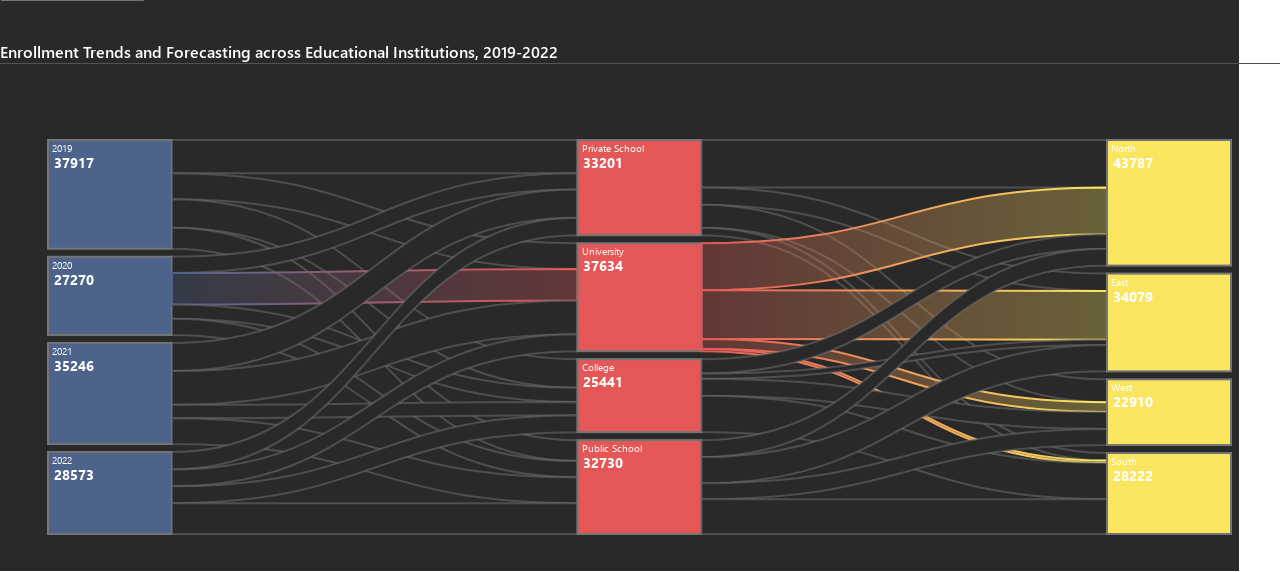 Enrollment Trends and Forecasting across Educational Institutions, 2019-2022
2019
37917
2020
27270
2021
35246
2022
28573
Private School
33201
University
37634
College
25441
Public School
32730
North
43787
East
34079
West
22910
South
28222